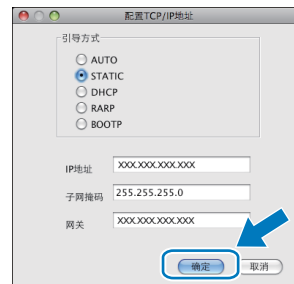 配置TCP/IP地址
引导方式
AUTO
STATIC
DHCP
RARP
BOOTP
IP地址 XXX.XXX.XXX.XXX
子网掩码 255.255.255.0
网关 XXX.XXX.XXX.XXX
确定 取消